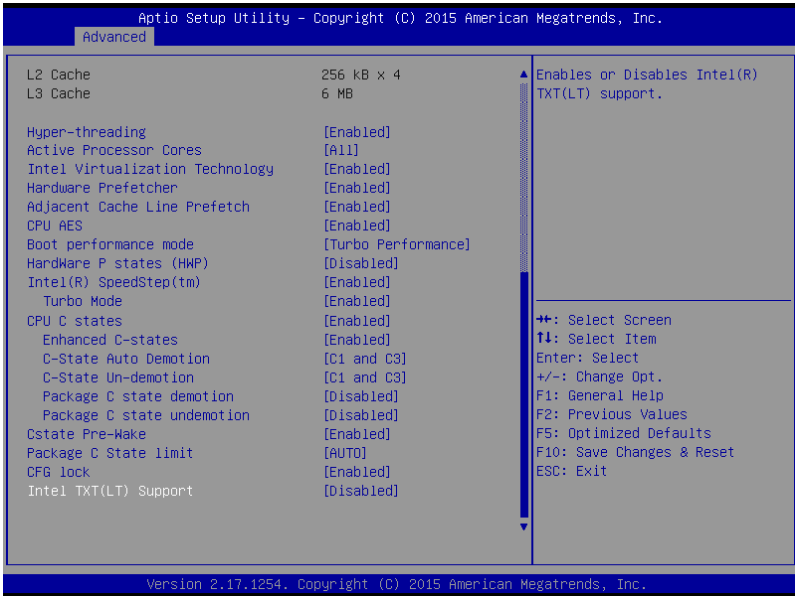 Aptio Setup Utility – Copyright (C) 2015 American Megatrends, Inc.
Advanced
L2 Cache 256 kB x 4
L3 Cache 6 MB
Hyper-threading [Enabled]
Active Processor Cores [All]
Intel Virtualization Technology [Enabled]
Hardware Prefetcher [Enabled]
Adjacent Cache Line Prefetch [Enabled]
CPU AES [Enabled]
Boot performance mode [Turbo Performance]
HardWare P states (HWP) [Disabled]
Intel(R) SpeedStep(tm) [Enabled]
Turbo Mode [Enabled]
CPU C states [Enabled]
Enhanced C-states [Enabled]
C-State Auto Demotion [C1 and C3]
C-State Un-demotion [C1 and C3]
Package C state demotion [Disabled]
Package C state undemotion [Disabled]
Cstate Pre-Wake [Enabled]
Package C State limit [AUTO]
CFG lock [Enabled]
Intel TXT(LT) Support [Disabled]
Enables or Disables Intel(R)
TXT(LT) support.
→←: Select Screen
↑↓: Select Item
Enter: Select
+/-: Change Opt.
F1: General Help
F2: Previous Values
F5: Optimized Defaults
F10: Save Changes & Reset
ESC: Exit
Version 2.17.1254. Copyright (C) 2015 American Megatrends, Inc.